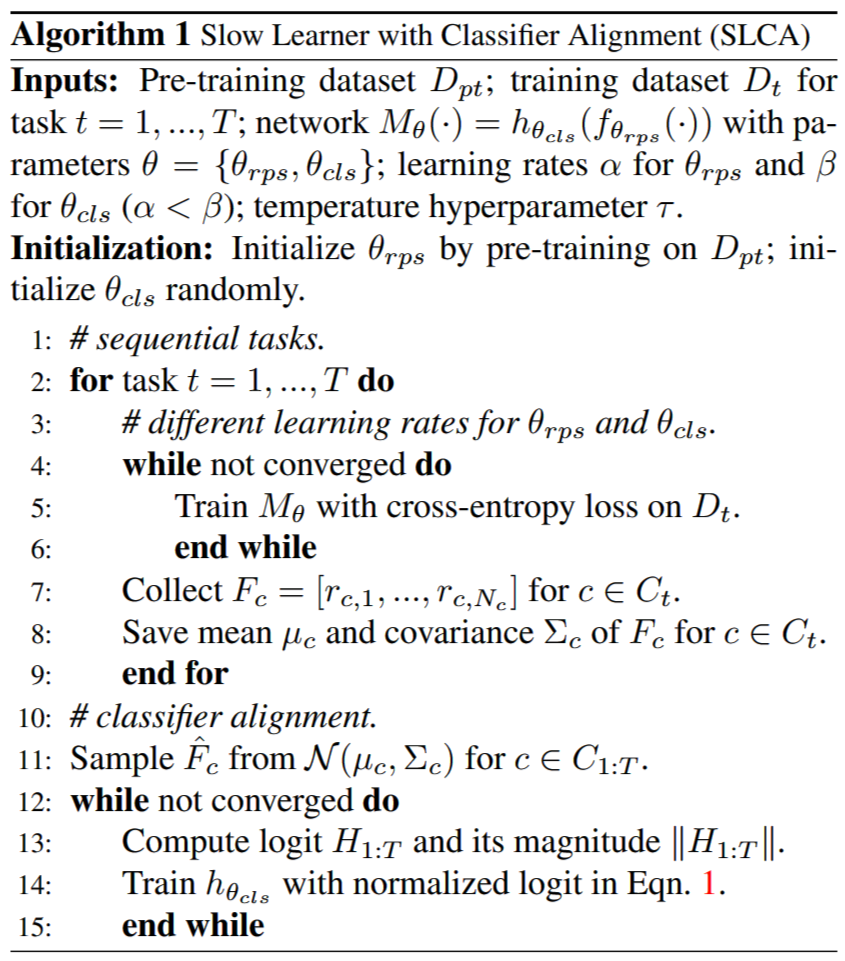 Algorithm 1 Slow Learner with Classifier Alignment (SLCA)
Inputs: Pre-training dataset $D_{pt}$; training dataset $D_t$ for
task $t = 1, ..., T$; network $M_\theta(\cdot) = h_{\theta_{cls}}(f_{\theta_{rps}}(\cdot))$ with pa-
rameters $\theta = \{\theta_{rps}, \theta_{cls}\}$; learning rates $\alpha$ for $\theta_{rps}$ and $\beta$
for $\theta_{cls}$ ($\alpha < \beta$); temperature hyperparameter $\tau$.
Initialization: Initialize $\theta_{rps}$ by pre-training on $D_{pt}$; ini-
tialize $\theta_{cls}$ randomly.
1: # sequential tasks.
2: for task $t = 1, ..., T$ do
3: # different learning rates for $\theta_{rps}$ and $\theta_{cls}$.
4: while not converged do
5: Train $M_\theta$ with cross-entropy loss on $D_t$.
6: end while
7: Collect $F_c = [r_{c,1}, ..., r_{c,N_c}]$ for $c \in C_t$.
8: Save mean $\mu_c$ and covariance $\Sigma_c$ of $F_c$ for $c \in C_t$.
9: end for
10: # classifier alignment.
11: Sample $\hat{F}_c$ from $\mathcal{N}(\mu_c, \Sigma_c)$ for $c \in C_{1:T}$.
12: while not converged do
13: Compute logit $H_{1:T}$ and its magnitude $\|H_{1:T}\|$.
14: Train $h_{\theta_{cls}}$ with normalized logit in Eqn. 1.
15: end while